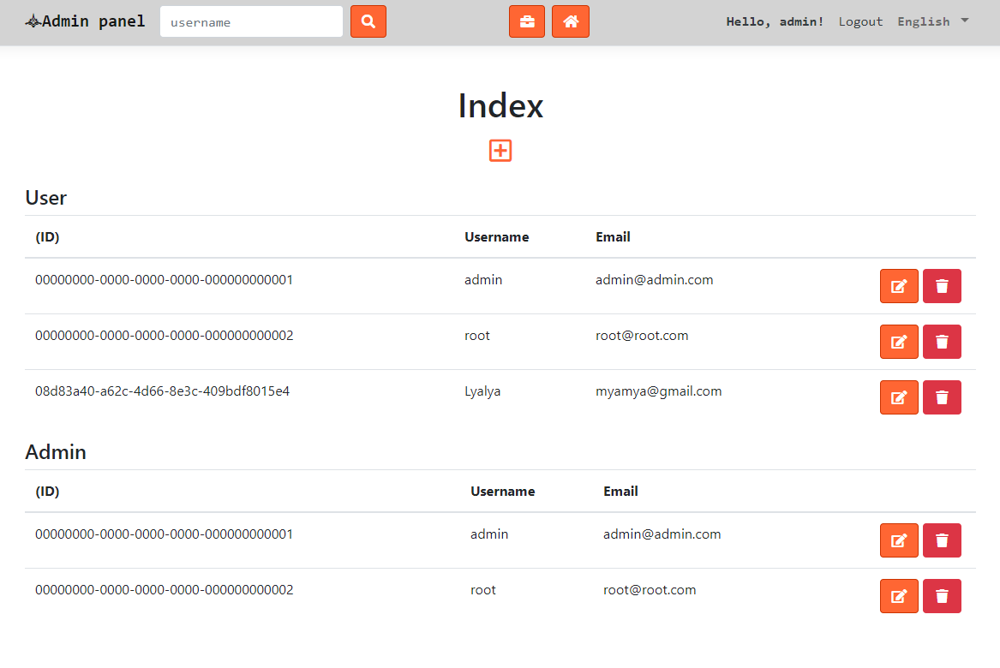 Admin panel username Hello, admin! Logout English
Index
User
(ID) Username Email
00000000-0000-0000-0000-000000000001 admin admin@admin.com
00000000-0000-0000-0000-000000000002 root root@root.com
08d83a40-a62c-4d66-8e3c-409bdf8015e4 Lyalya myamya@gmail.com
Admin
(ID) Username Email
00000000-0000-0000-0000-000000000001 admin admin@admin.com
00000000-0000-0000-0000-000000000002 root root@root.com